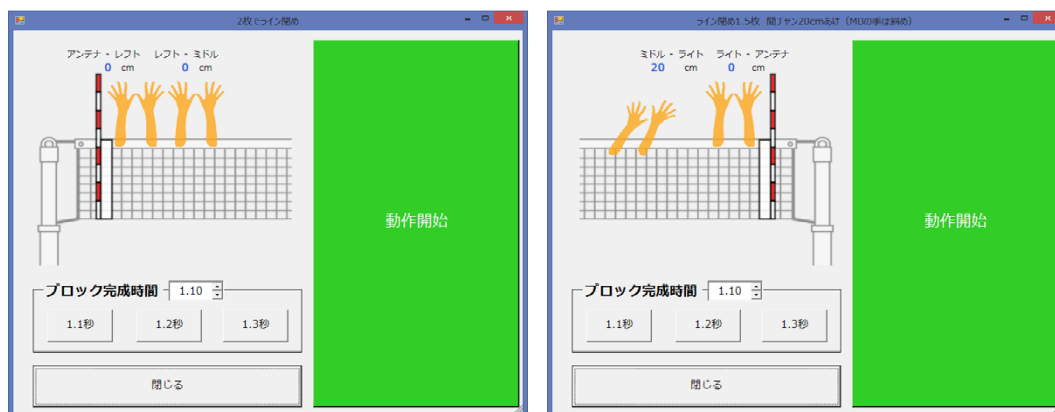 2枚でライン閉め
アンテナ - レフト レフト - ミドル
0 cm 0 cm
動作開始
ブロック完成時間 1.10
1.1秒 1.2秒 1.3秒
閉じる
ライン閉め1.5枚 間チャン20cmあけ（MBの手は斜め）
ミドル - ライト ライト - アンテナ
20 cm 0 cm
動作開始
ブロック完成時間 1.10
1.1秒 1.2秒 1.3秒
閉じる